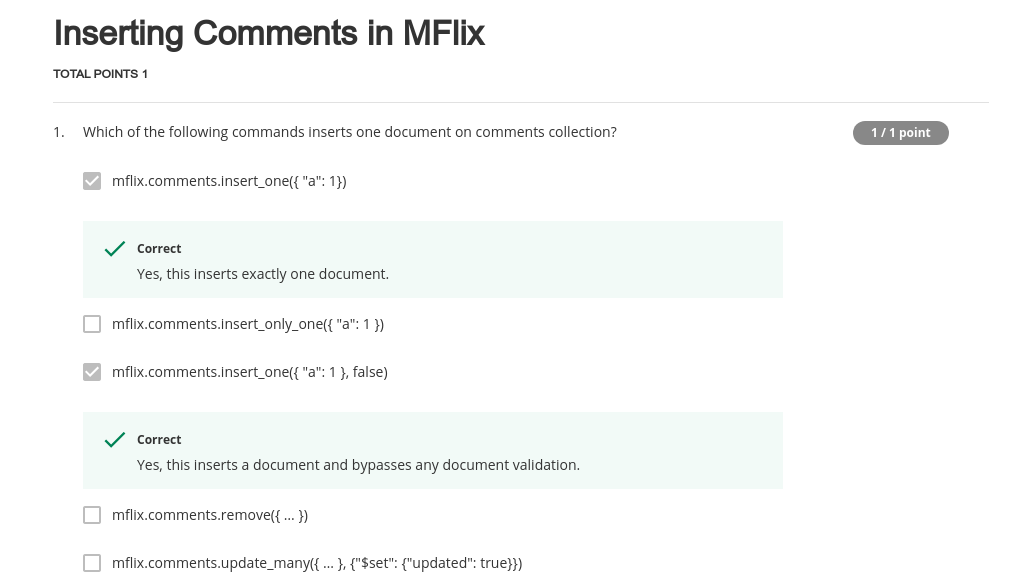 Inserting Comments in MFlix
TOTAL POINTS 1
1. Which of the following commands inserts one document on comments collection?
1 / 1 point
mflix.comments.insert_one({ "a": 1})
Correct
Yes, this inserts exactly one document.
mflix.comments.insert_only_one({ "a": 1 })
mflix.comments.insert_one({ "a": 1 }, false)
Correct
Yes, this inserts a document and bypasses any document validation.
mflix.comments.remove({ ... })
mflix.comments.update_many({ ... }, {"$set": {"updated": true}})